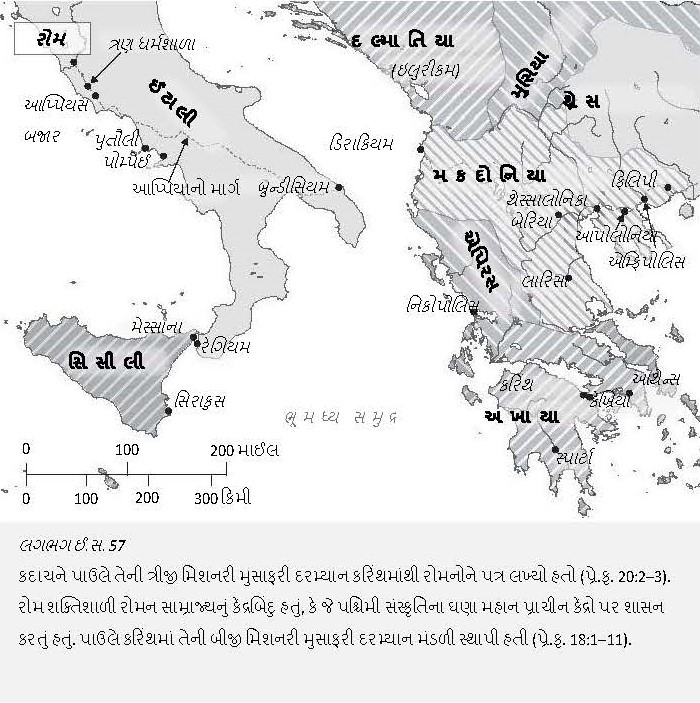 રોમ
ત્રણ ધર્મશાળા
આપ્પિયસ
બજાર
ઈટાલી
પુતૌલી
પોમ્પેઈ
આપ્પિયાનો માર્ગ
બ્રુન્ડીસિયમ
દલ્માતિયા
(ઇલુરીકમ)
મુસિયા
થ્રેસ
ડિરાકિયમ
મકદોનિયા
ફિલિપી
થેસ્સાલોનિકા
બેરિયા
આપોલોનિયા
એમ્ફિપોલિસ
એપિરસ
લારિસા
નિકોપોલિસ
મેસ્સાના
રેગિયમ
સિસીલી
સિરાકુસ
કરિંથ
આથેન્સ
કેંખ્રિયા
અખાયા
સ્પાર્ટા
ભૂમધ્ય સમુદ્ર
0 100 200 માઈલ
0 100 200 300 કિમી
લગભગ ઈ.સ. 57
કદાચને પાઉલે તેની ત્રીજી મિશનરી મુસાફરી દરમ્યાન કરિંથમાંથી રોમનોને પત્ર લખ્યો હતો (પ્રે.કૃ. 20:2–3).
રોમ શક્તિશાળી રોમન સામ્રાજ્યનું કેંદ્રબિંદુ હતું, કે જે પશ્ચિમી સંસ્કૃતિના ઘણા મહાન પ્રાચીન કેંદ્રો પર શાસન
કરતું હતું. પાઉલે કરિંથમાં તેની બીજી મિશનરી મુસાફરી દરમ્યાન મંડળી સ્થાપી હતી (પ્રે.કૃ. 18:1–11).